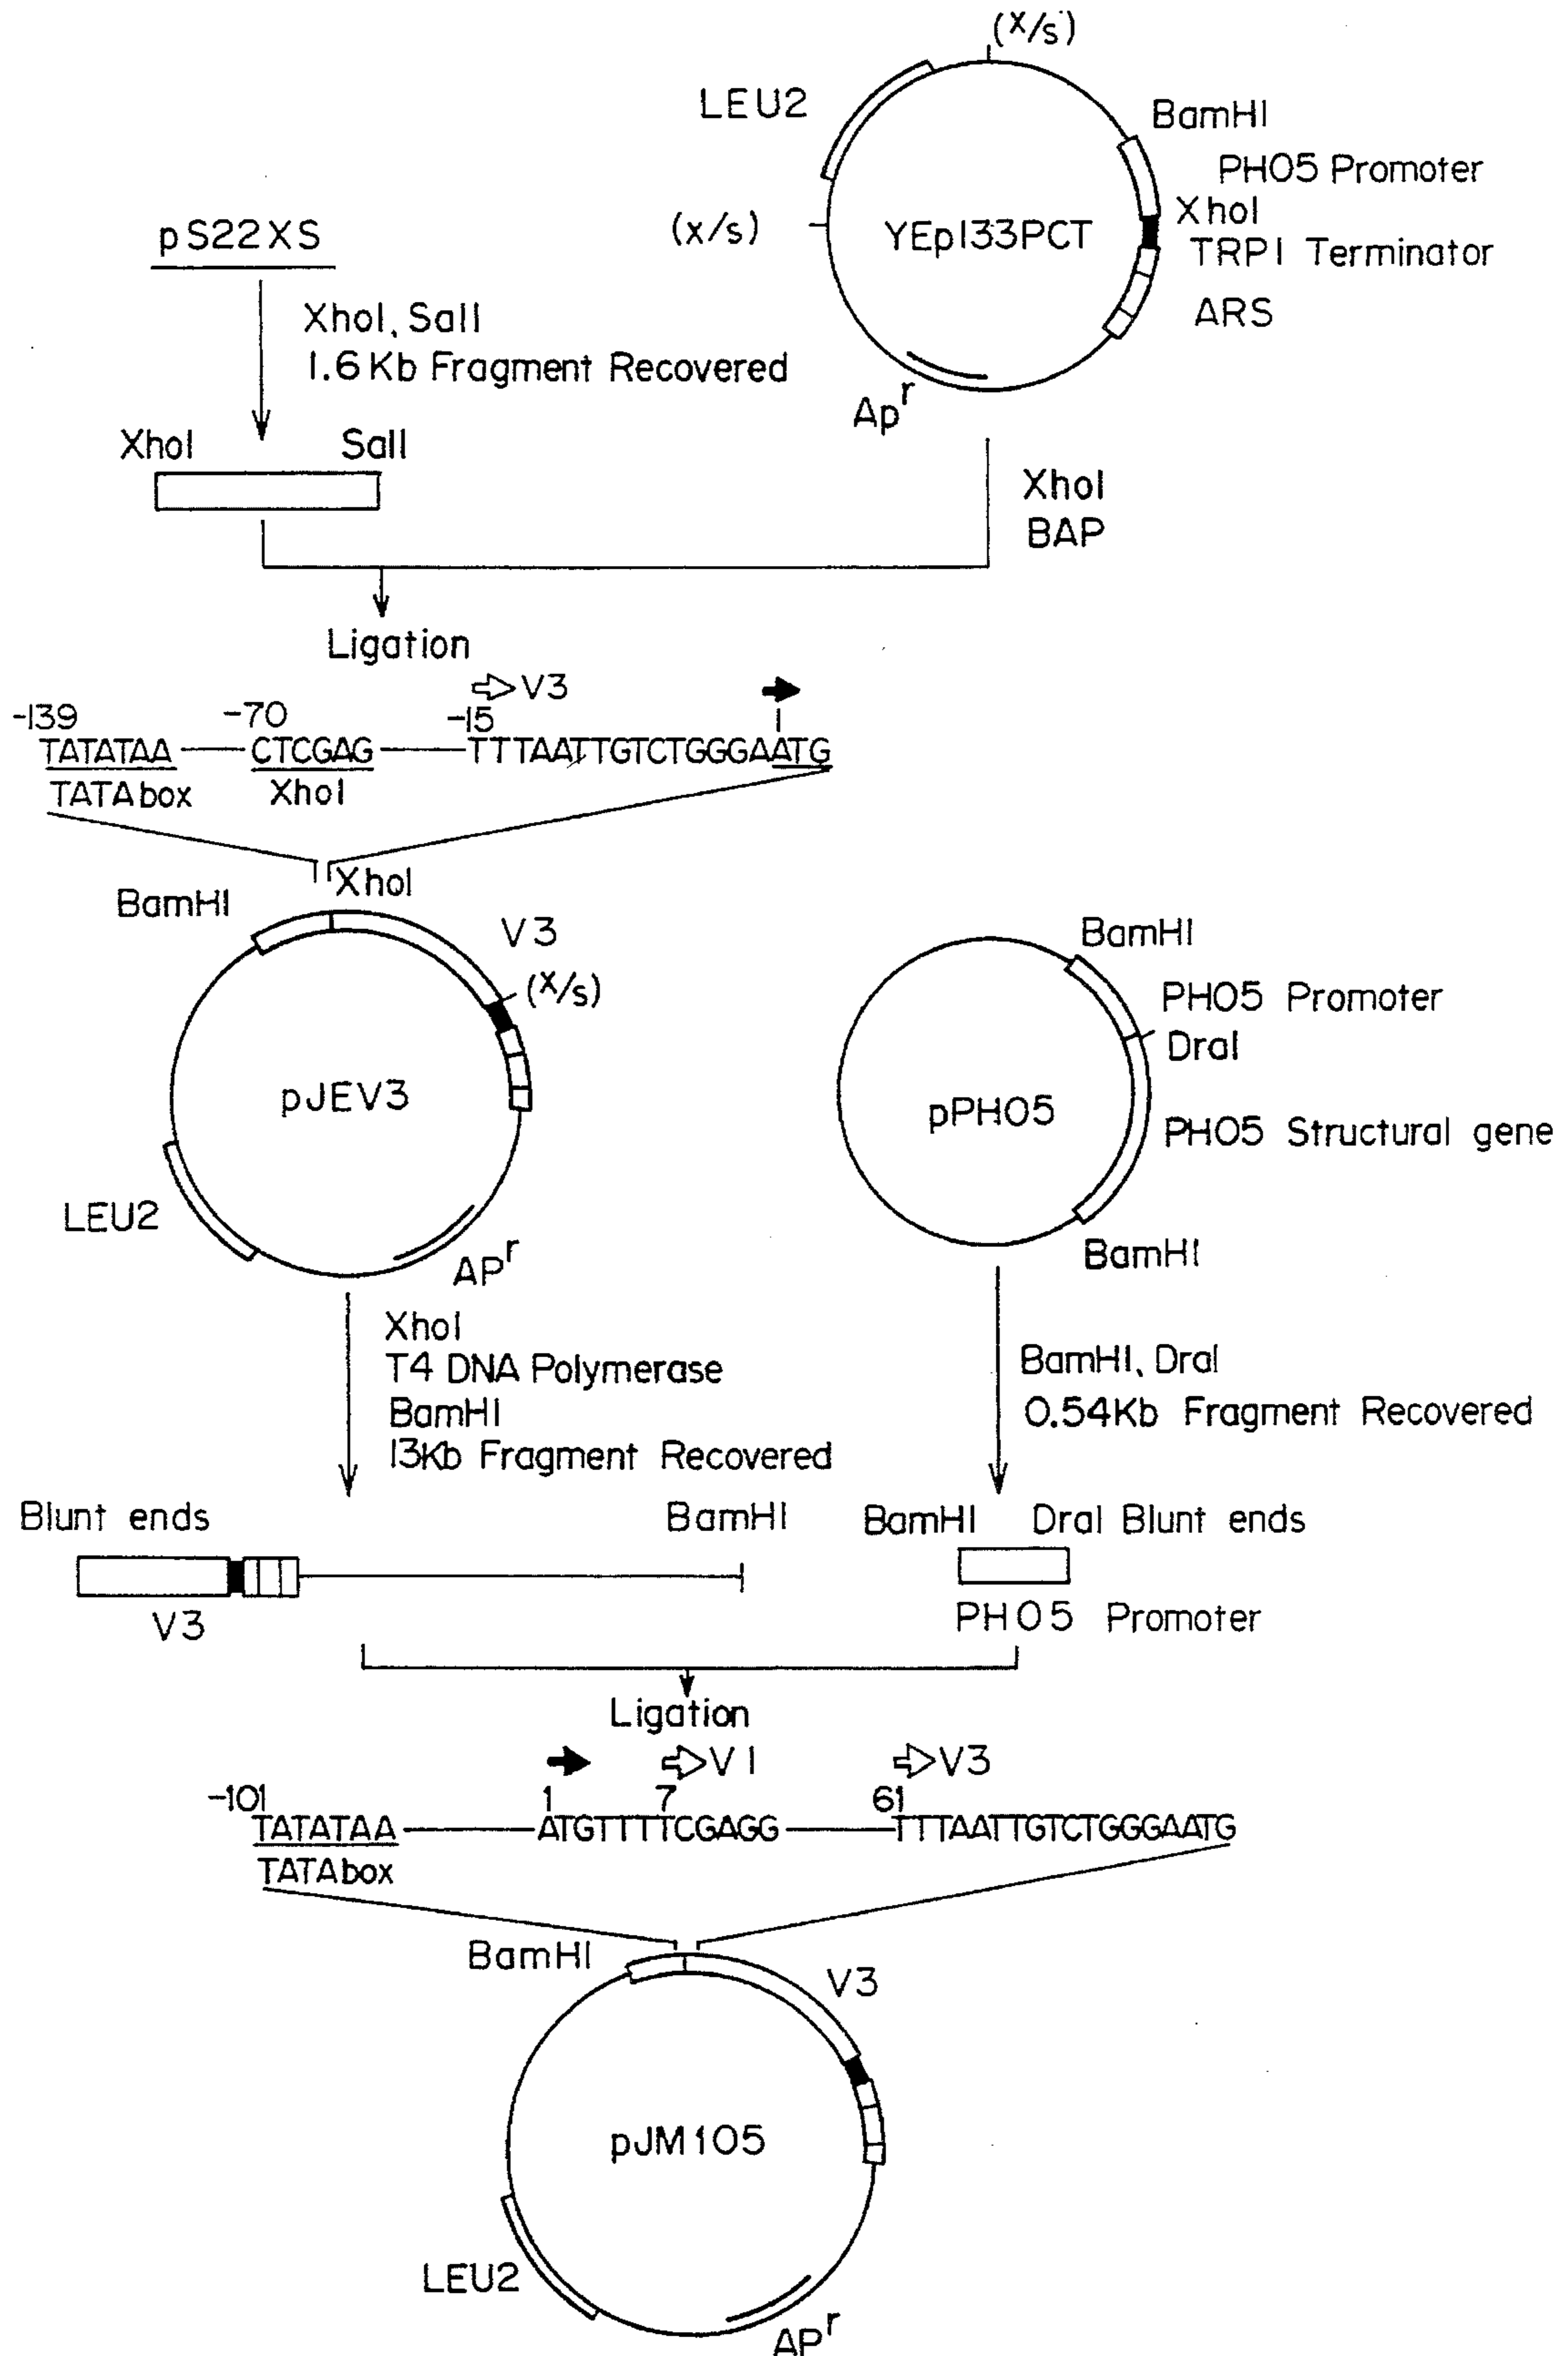 (X/s)
LEU2
BamHI
PHO5 Promoter
(X/s)
YEp133PCT
XhoI
TRP1 Terminator
ARS
Ap^r
pS22XS
XhoI, SalI
1.6 Kb Fragment Recovered
XhoI SalI
XhoI
BAP
Ligation
⇨V3 ➡
-139 -70 -15 1
TATATAA — CTCGAG — TTTAATTGTCTGGGAATG
TATA box XhoI
BamHI XhoI
V3
(X/s)
pJEV3
LEU2
AP^r
BamHI
PHO5 Promoter
DraI
pPHO5
PHO5 Structural gene
BamHI
XhoI
T4 DNA Polymerase
BamHI
13Kb Fragment Recovered
BamHI, DraI
0.54Kb Fragment Recovered
Blunt ends BamHI
V3
BamHI DraI Blunt ends
PHO5 Promoter
Ligation
➡ ⇨V1 ⇨V3
-101 1 7 61
TATATAA — ATGTTTTCGAGG — TTTAATTGTCTGGGAATG
TATA box
BamHI
V3
pJM105
LEU2
AP^r